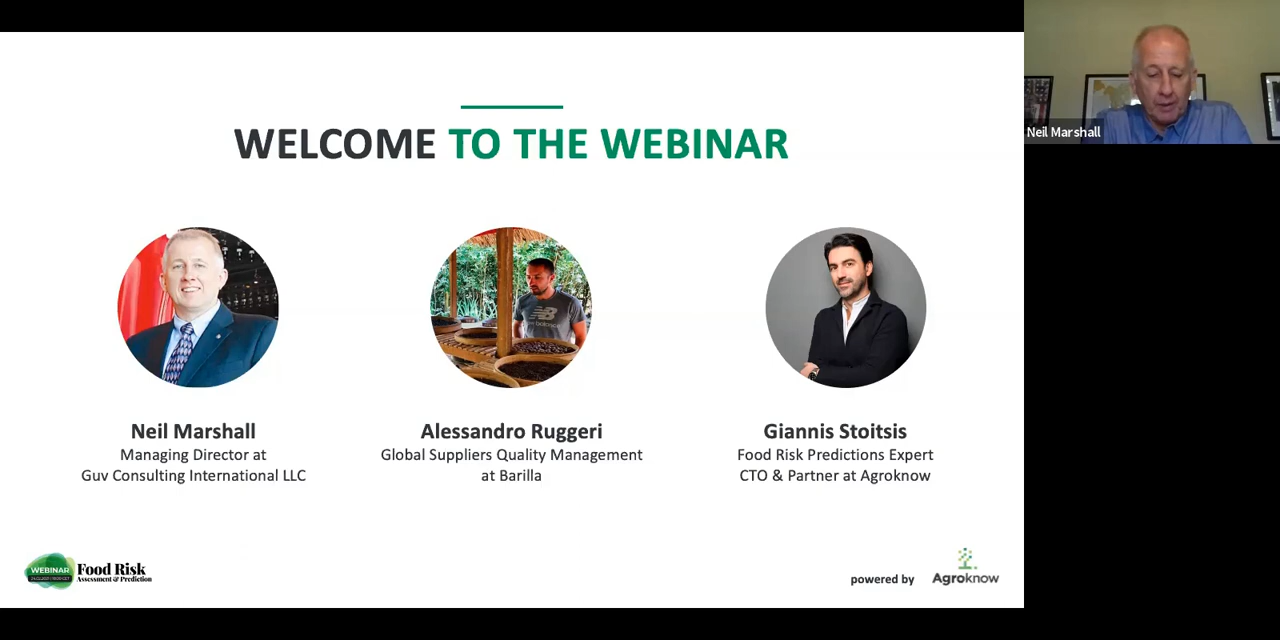 WELCOME TO THE WEBINAR
Neil Marshall
Managing Director at
Guv Consulting International LLC
Alessandro Ruggeri
Global Suppliers Quality Management
at Barilla
Giannis Stoitsis
Food Risk Predictions Expert
CTO & Partner at Agroknow
WEBINAR
Food Risk
Assessment & Prediction
powered by
Agroknow
Neil Marshall